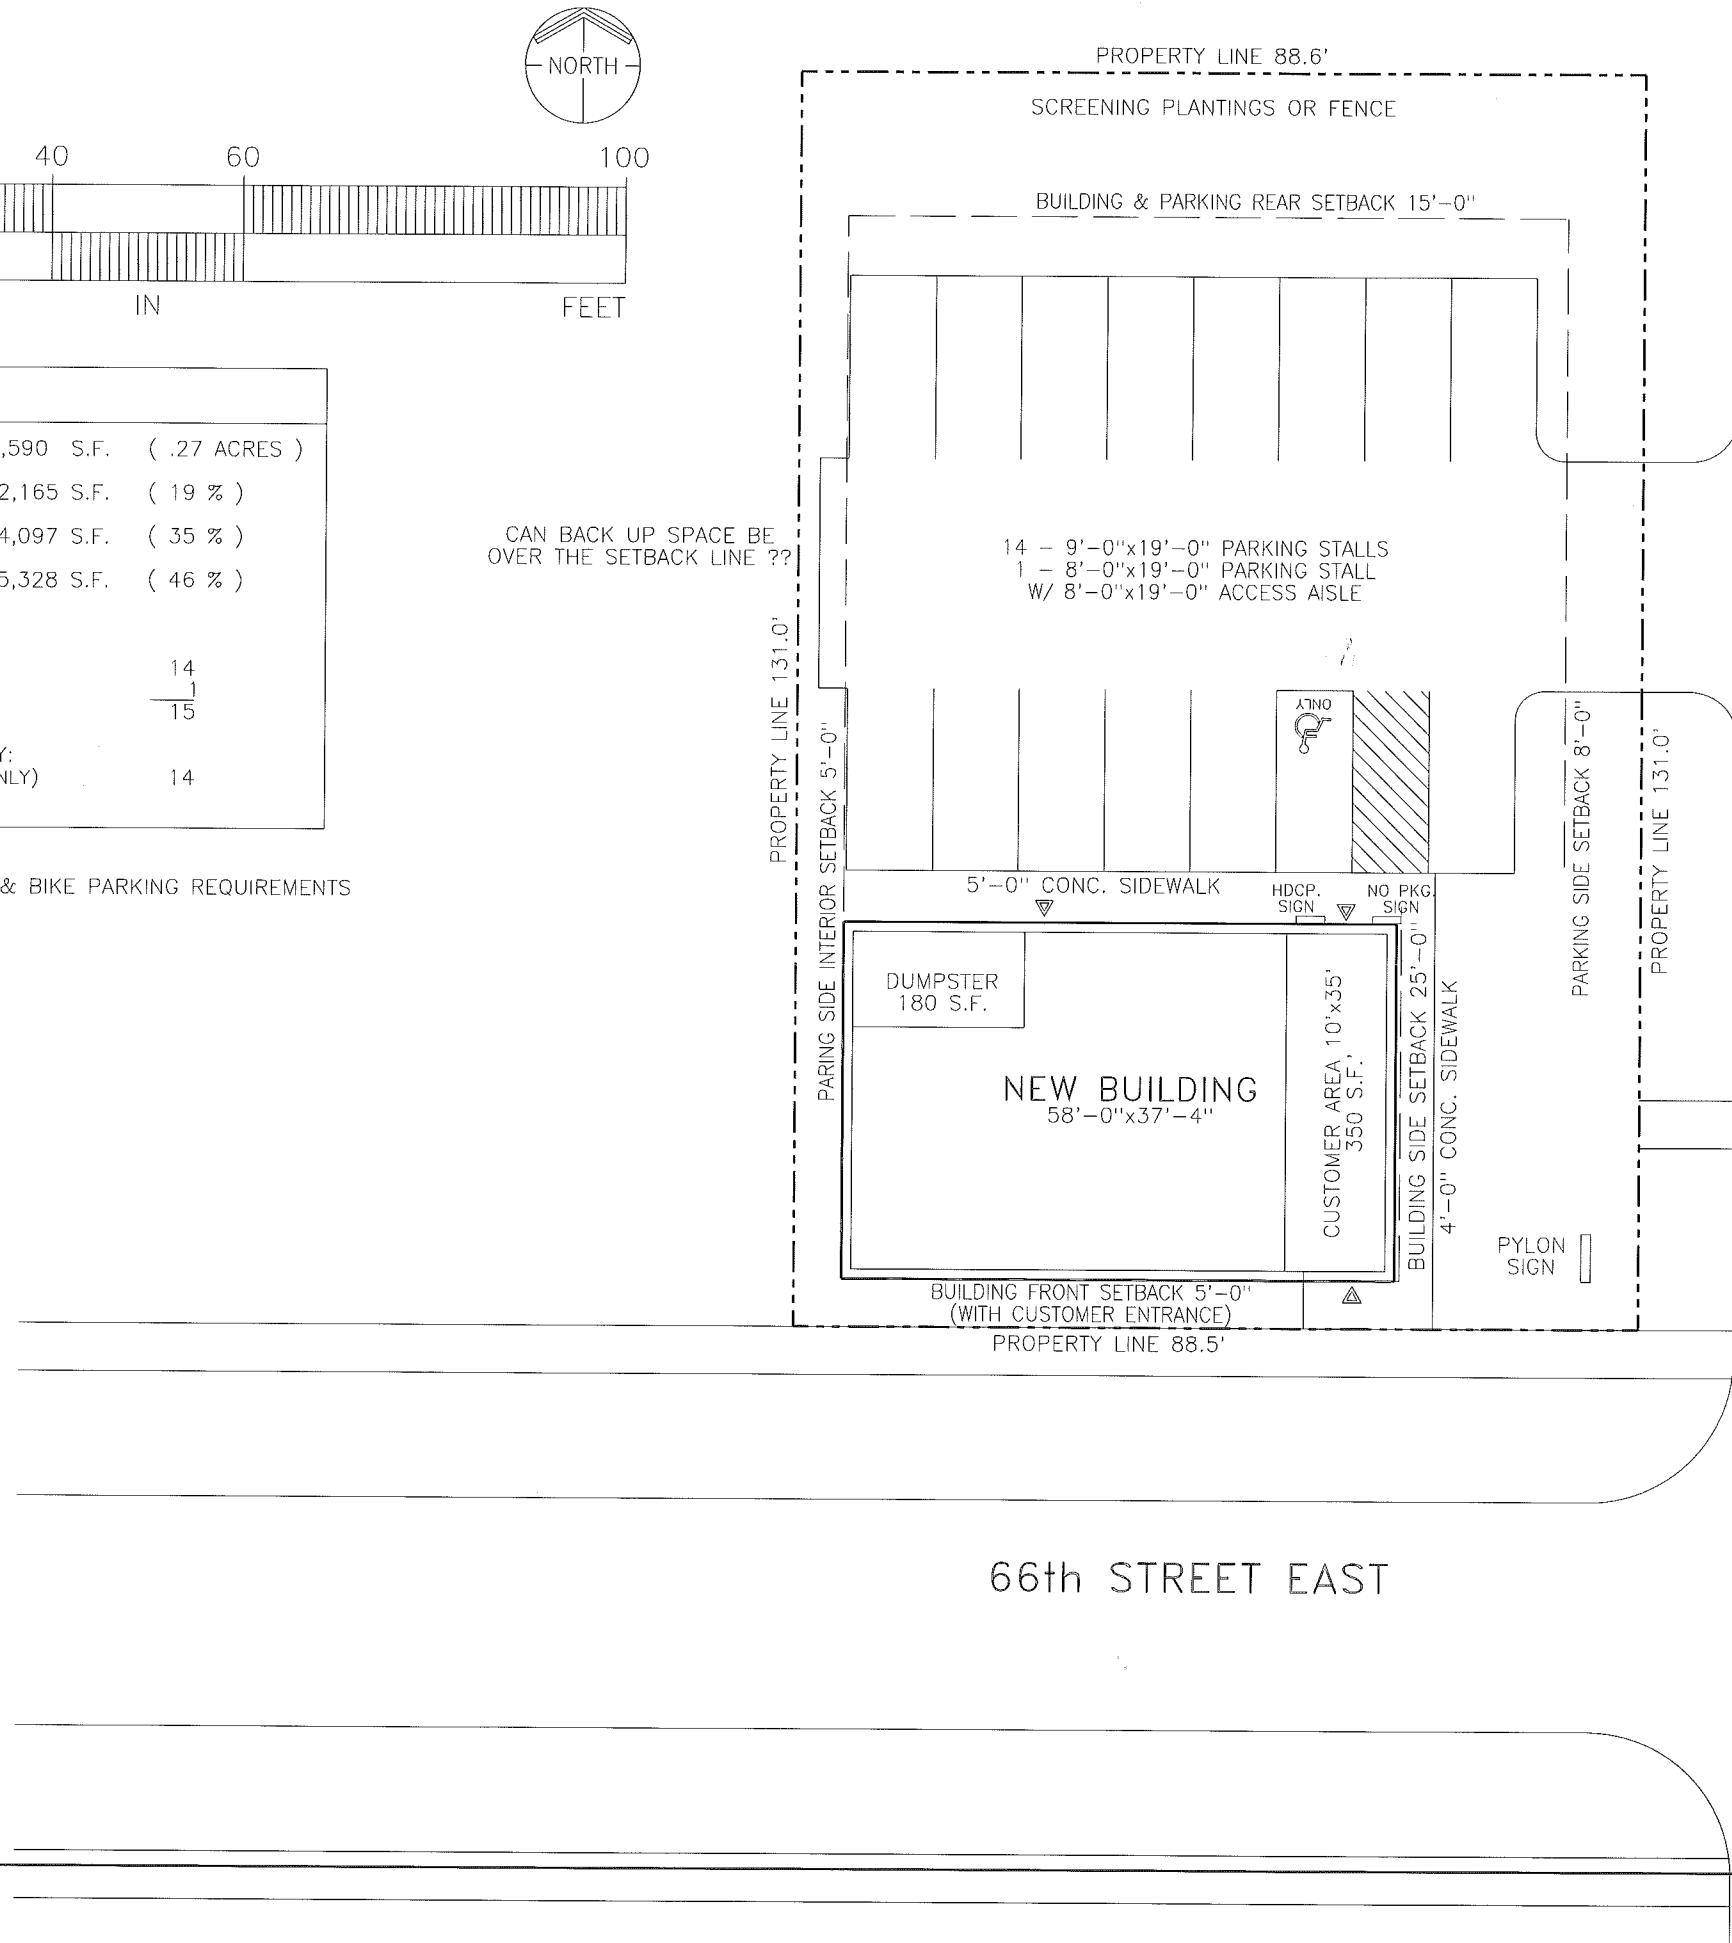 NORTH
40 60 100
IN FEET
,590 S.F. ( .27 ACRES )
2,165 S.F. ( 19 % )
4,097 S.F. ( 35 % )
5,328 S.F. ( 46 % )
14
1
15
Y:
NLY) 14
& BIKE PARKING REQUIREMENTS
PROPERTY LINE 88.6'
SCREENING PLANTINGS OR FENCE
BUILDING & PARKING REAR SETBACK 15'-0"
CAN BACK UP SPACE BE
OVER THE SETBACK LINE ??
14 - 9'-0"x19'-0" PARKING STALLS
1 - 8'-0"x19'-0" PARKING STALL
W/ 8'-0"x19'-0" ACCESS AISLE
PROPERTY LINE 131.0'
PARING SIDE INTERIOR SETBACK 5'-0"
ONLY
PARKING SIDE SETBACK 8'-0"
PROPERTY LINE 131.0'
5'-0" CONC. SIDEWALK
HDCP.
SIGN
NO PKG.
SIGN
DUMPSTER
180 S.F.
NEW BUILDING
58'-0"x37'-4"
CUSTOMER AREA 10'x35'
350 S.F.'
BUILDING SIDE SETBACK 25'-0"
4'-0" CONC. SIDEWALK
PYLON
SIGN
BUILDING FRONT SETBACK 5'-0"
(WITH CUSTOMER ENTRANCE)
PROPERTY LINE 88.5'
66th STREET EAST